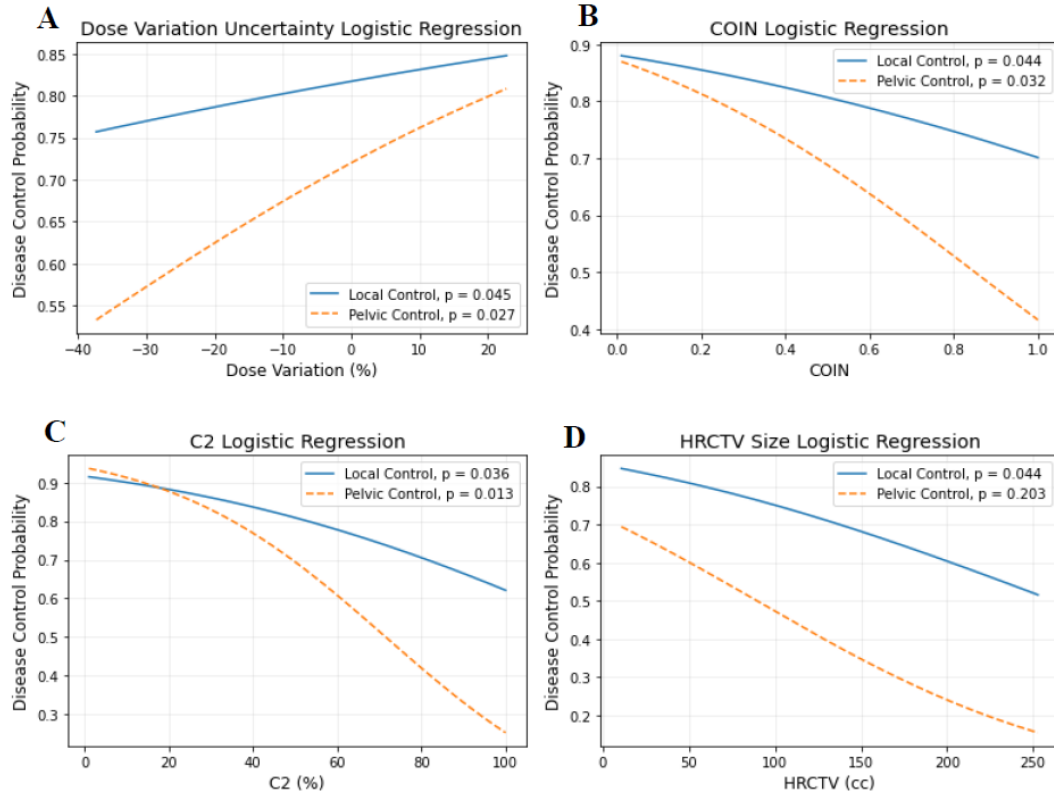 A
Dose Variation Uncertainty Logistic Regression
Disease Control Probability
0.85
0.80
0.75
0.70
0.65
0.60
0.55
Local Control, p = 0.045
Pelvic Control, p = 0.027
−40
−30
−20
−10
0
10
20
Dose Variation (%)
B
COIN Logistic Regression
Disease Control Probability
0.9
0.8
0.7
0.6
0.5
0.4
Local Control, p = 0.044
Pelvic Control, p = 0.032
0.0
0.2
0.4
0.6
0.8
1.0
COIN
C
C2 Logistic Regression
Disease Control Probability
0.9
0.8
0.7
0.6
0.5
0.4
0.3
Local Control, p = 0.036
Pelvic Control, p = 0.013
0
20
40
60
80
100
C2 (%)
D
HRCTV Size Logistic Regression
Disease Control Probability
0.8
0.7
0.6
0.5
0.4
0.3
0.2
Local Control, p = 0.044
Pelvic Control, p = 0.203
0
50
100
150
200
250
HRCTV (cc)